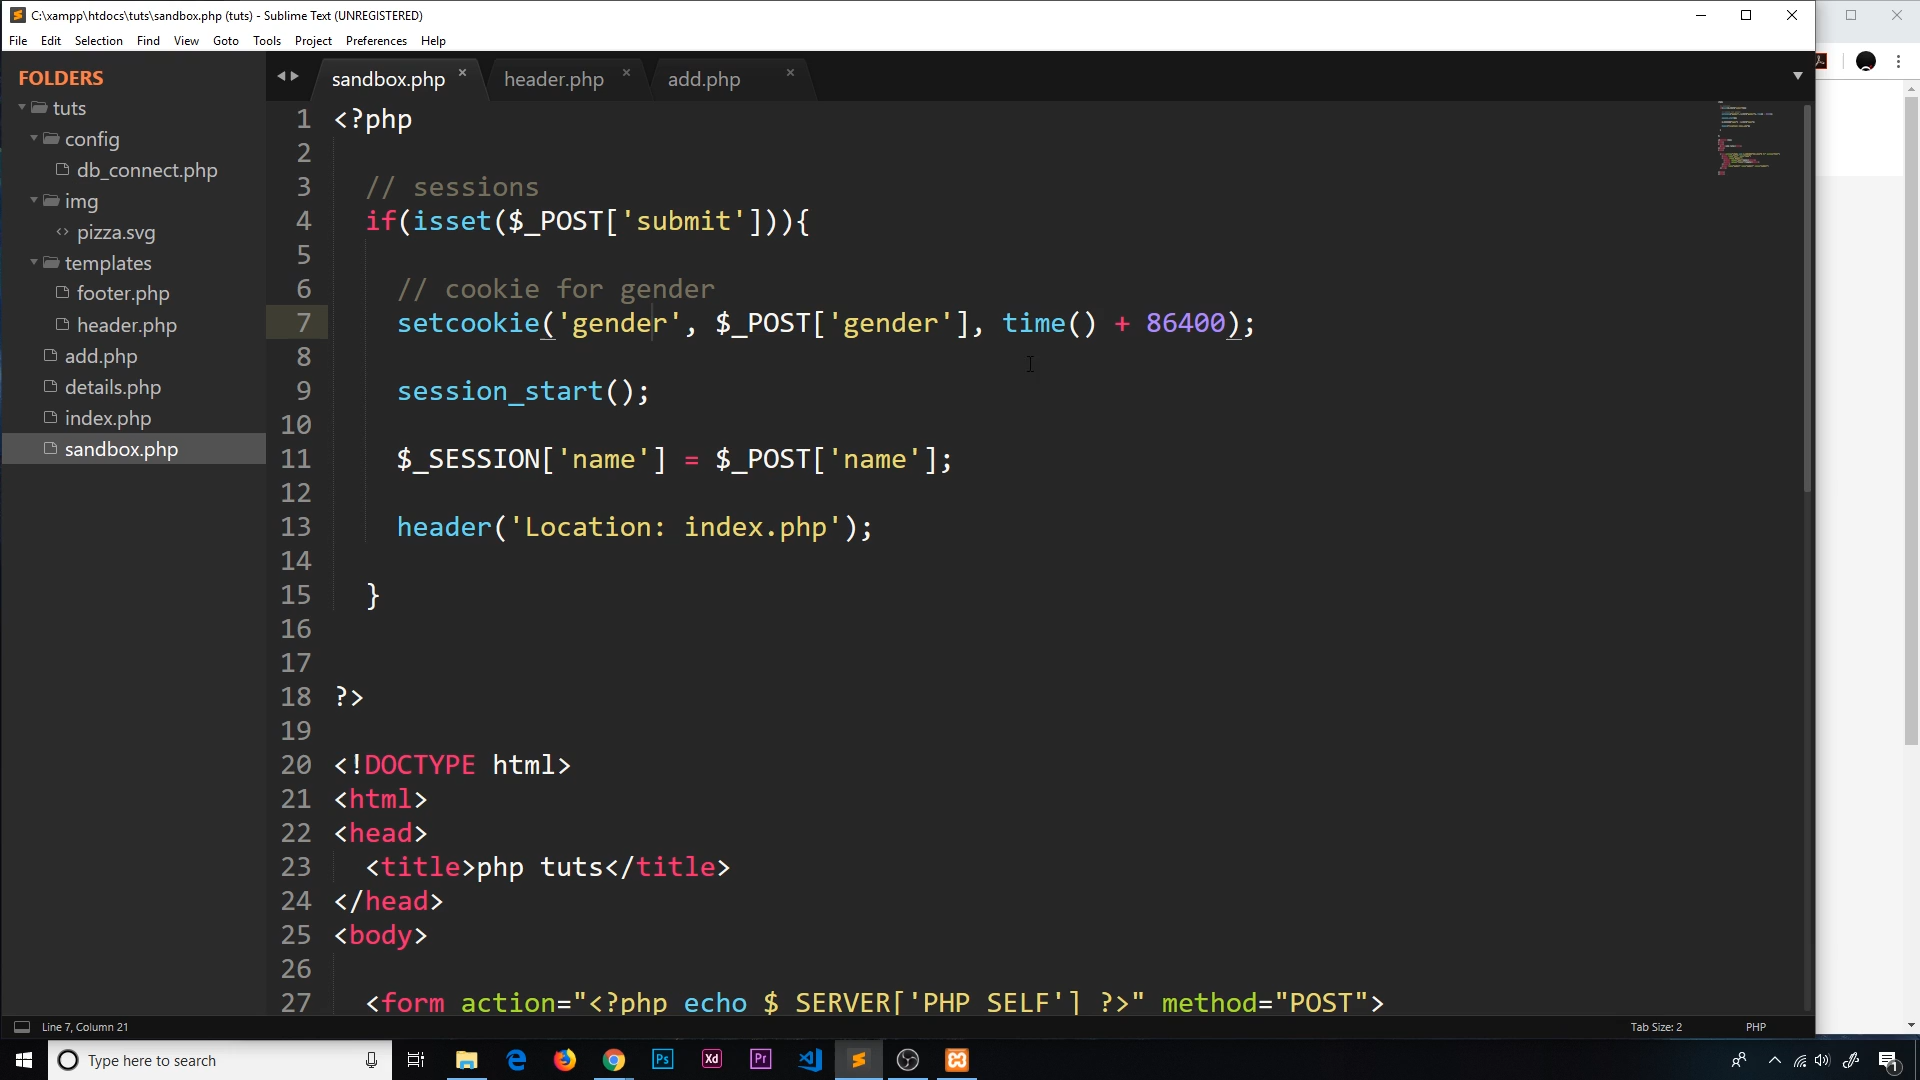 C:\xampp\htdocs\tuts\sandbox.php (tuts) - Sublime Text (UNREGISTERED)
File Edit Selection Find View Goto Tools Project Preferences Help
FOLDERS
tuts
config
db_connect.php
img
pizza.svg
templates
footer.php
header.php
add.php
details.php
index.php
sandbox.php
sandbox.php header.php add.php
1 <?php
2
3 // sessions
4 if(isset($_POST['submit'])){
5
6 // cookie for gender
7 setcookie('gender', $_POST['gender'], time() + 86400);
8
9 session_start();
10
11 $_SESSION['name'] = $_POST['name'];
12
13 header('Location: index.php');
14
15 }
16
17
18 ?>
19
20 <!DOCTYPE html>
21 <html>
22 <head>
23 <title>php tuts</title>
24 </head>
25 <body>
26
27 <form action="<?php echo $_SERVER['PHP_SELF'] ?>" method="POST">
Line 7, Column 21 Tab Size: 2 PHP
Type here to search Ps Xd Pr 1